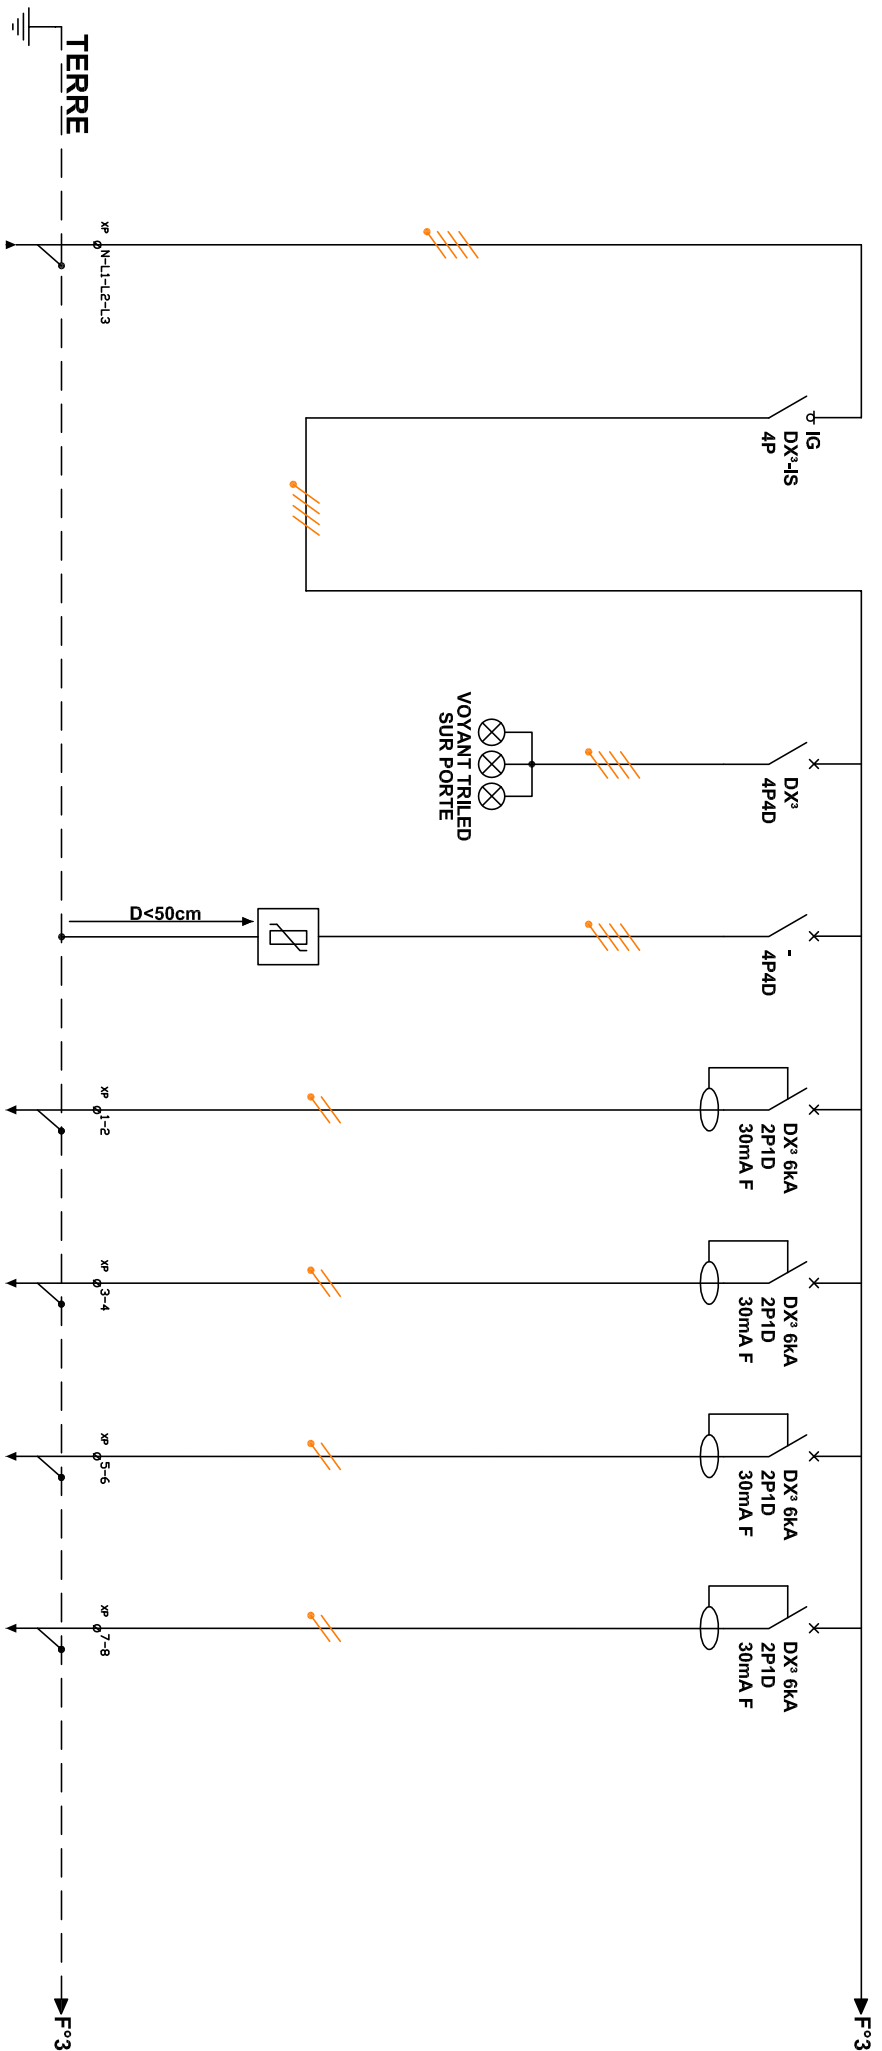 TERRE
XP
N-L1-L2-L3
IG
DX³-IS
4P
DX³
4P4D
VOYANT TRILED
SUR PORTE
-
4P4D
D<50cm
DX³ 6kA
2P1D
30mA F
XP
1-2
DX³ 6kA
2P1D
30mA F
XP
3-4
DX³ 6kA
2P1D
30mA F
XP
5-6
DX³ 6kA
2P1D
30mA F
XP
7-8
F°3
F°3